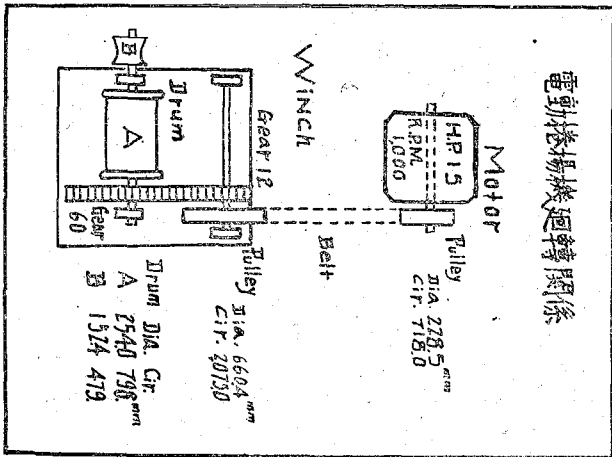 電動捲揚機廻轉關係
Motor
H.P. 15
R.P.M.
1,000
Pulley
Dia. 228.5 mm
Cir. 718.0
Belt
Winch
Gear 12
Pulley
Dia. 660.4 mm
Cir. 2075.0
Drum
A
B
Gear
60
Drum Dia. Cir.
A 254.0 798. mm
B 152.4 479.